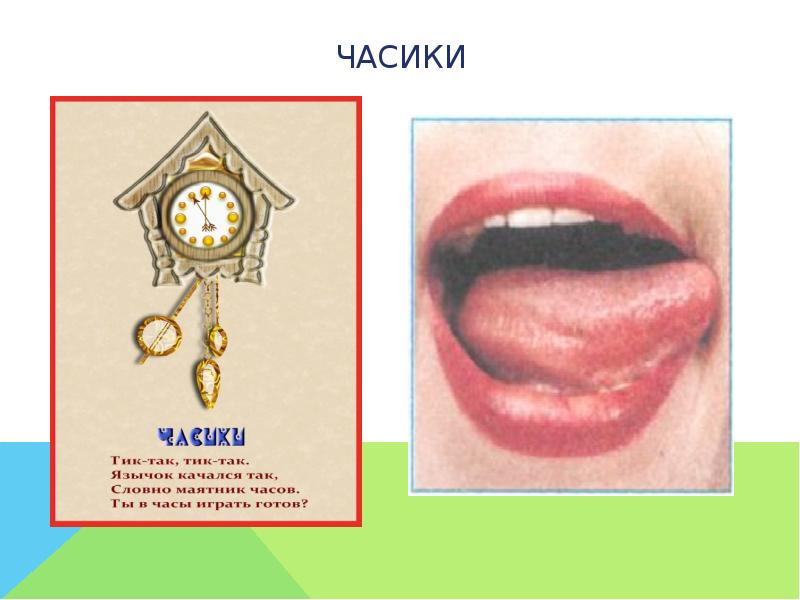 ЧАСИКИ
ЧАСИКИ
Тик-так, тик-так.
Язычок качался так,
Словно маятник часов.
Ты в часы играть готов?